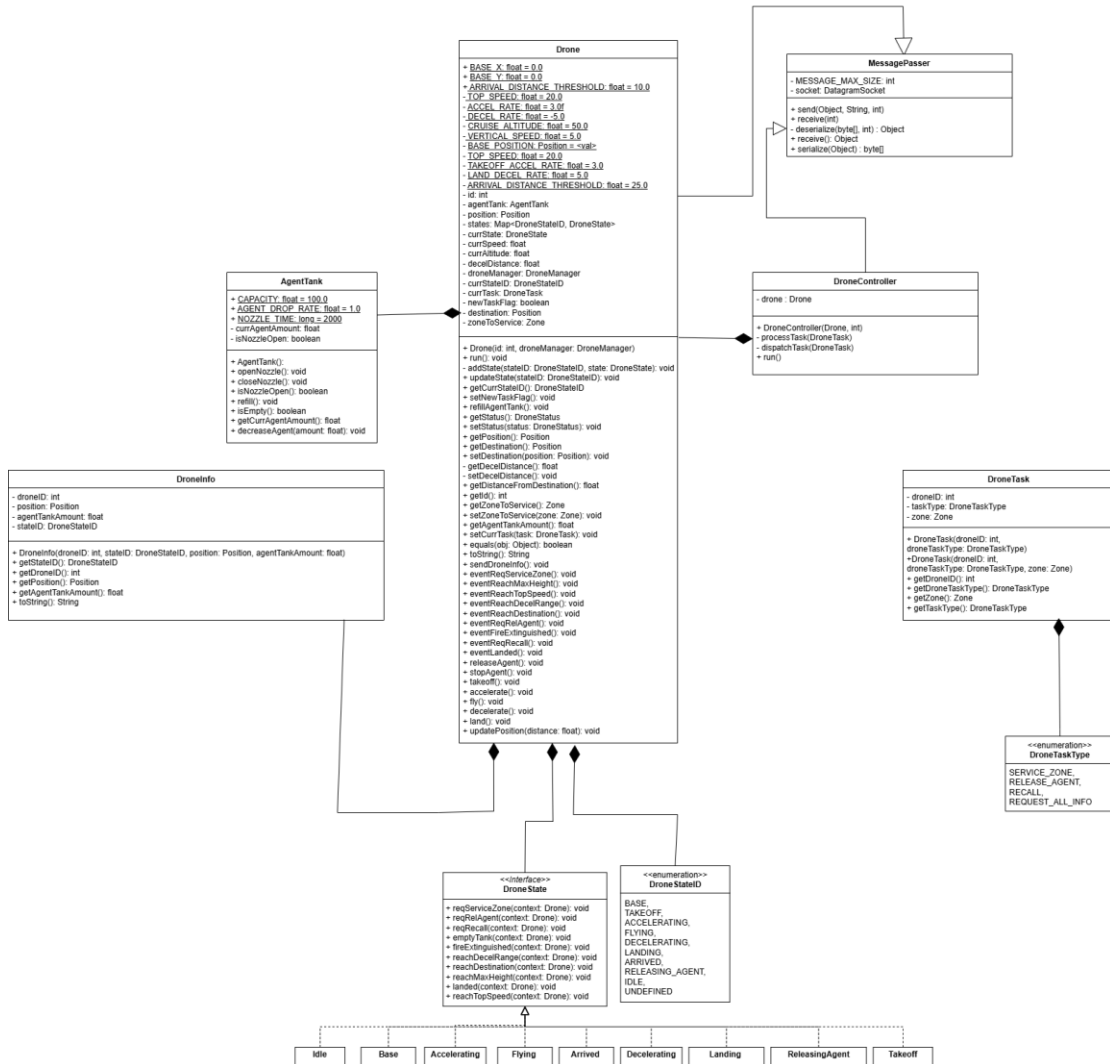 Drone
+ BASE_X: float = 0.0
+ BASE_Y: float = 0.0
+ ARRIVAL_DISTANCE_THRESHOLD: float = 10.0
- TOP_SPEED: float = 20.0
- ACCEL_RATE: float = 3.0f
- DECEL_RATE: float = -5.0
- CRUISE_ALTITUDE: float = 50.0
- VERTICAL_SPEED: float = 5.0
- BASE_POSITION: Position = <val>
- TOP_SPEED: float = 20.0
- TAKEOFF_ACCEL_RATE: float = 3.0
- LAND_DECEL_RATE: float = 5.0
- ARRIVAL_DISTANCE_THRESHOLD: float = 25.0
- id: int
- agentTank: AgentTank
- position: Position
- states: Map<DroneStateID, DroneState>
- currState: DroneState
- currSpeed: float
- currAltitude: float
- decelDistance: float
- droneManager: DroneManager
- currStateID: DroneStateID
- currTask: DroneTask
- newTaskFlag: boolean
- destination: Position
- zoneToService: Zone
+ Drone(id: int, droneManager: DroneManager)
+ run(): void
- addState(stateID: DroneStateID, state: DroneState): void
+ updateState(stateID: DroneStateID): void
+ getCurrStateID(): DroneStateID
+ setNewTaskFlag(): void
+ refillAgentTank(): void
+ getStatus(): DroneStatus
+ setStatus(status: DroneStatus): void
+ getPosition(): Position
+ getDestination(): Position
+ setDestination(position: Position): void
- getDecelDistance(): float
- setDecelDistance(): void
+ getDistanceFromDestination(): float
+ getId(): int
+ getZoneToService(): Zone
+ setZoneToService(zone: Zone): void
+ getAgentTankAmount(): float
+ setCurrTask(task: DroneTask): void
+ equals(obj: Object): boolean
+ toString(): String
+ sendDroneInfo(): void
+ eventReqServiceZone(): void
+ eventReachMaxHeight(): void
+ eventReachTopSpeed(): void
+ eventReachDecelRange(): void
+ eventReachDestination(): void
+ eventReqRelAgent(): void
+ eventFireExtinguished(): void
+ eventReqRecall(): void
+ eventLanded(): void
+ releaseAgent(): void
+ stopAgent(): void
+ takeoff(): void
+ accelerate(): void
+ fly(): void
+ decelerate(): void
+ land(): void
+ updatePosition(distance: float): void
MessagePasser
- MESSAGE_MAX_SIZE: int
- socket: DatagramSocket
+ send(Object, String, int)
+ receive(int)
- deserialize(byte[], int) : Object
+ receive(): Object
+ serialize(Object) : byte[]
AgentTank
+ CAPACITY: float = 100.0
+ AGENT_DROP_RATE: float = 1.0
+ NOZZLE_TIME: long = 2000
- currAgentAmount: float
- isNozzleOpen: boolean
+ AgentTank():
+ openNozzle(): void
+ closeNozzle(): void
+ isNozzleOpen(): boolean
+ refill(): void
+ isEmpty(): boolean
+ getCurrAgentAmount(): float
+ decreaseAgent(amount: float): void
DroneController
- drone : Drone
+ DroneController(Drone, int)
- processTask(DroneTask)
- dispatchTask(DroneTask)
+ run()
DroneInfo
- droneID: int
- position: Position
- agentTankAmount: float
- stateID: DroneStateID
+ DroneInfo(droneID: int, stateID: DroneStateID, position: Position, agentTankAmount: float)
+ getStateID(): DroneStateID
+ getDroneID(): int
+ getPosition(): Position
+ getAgentTankAmount(): float
+ toString(): String
DroneTask
- droneID: int
- taskType: DroneTaskType
- zone: Zone
+ DroneTask(droneID: int,
droneTaskType: DroneTaskType)
+DroneTask(droneID: int,
droneTaskType: DroneTaskType, zone: Zone)
+ getDroneID(): int
+ getDroneTaskType(): DroneTaskType
+ getZone(): Zone
+ getTaskType(): DroneTaskType
<<enumeration>>
DroneTaskType
SERVICE_ZONE,
RELEASE_AGENT,
RECALL,
REQUEST_ALL_INFO
<<interface>>
DroneState
+ reqServiceZone(context: Drone): void
+ reqRelAgent(context: Drone): void
+ reqRecall(context: Drone): void
+ emptyTank(context: Drone): void
+ fireExtinguished(context: Drone): void
+ reachDecelRange(context: Drone): void
+ reachDestination(context: Drone): void
+ reachMaxHeight(context: Drone): void
+ landed(context: Drone): void
+ reachTopSpeed(context: Drone): void
<<enumeration>>
DroneStateID
BASE,
TAKEOFF,
ACCELERATING,
FLYING,
DECELERATING,
LANDING,
ARRIVED,
RELEASING_AGENT,
IDLE,
UNDEFINED
Idle
Base
Accelerating
Flying
Arrived
Decelerating
Landing
ReleasingAgent
Takeoff